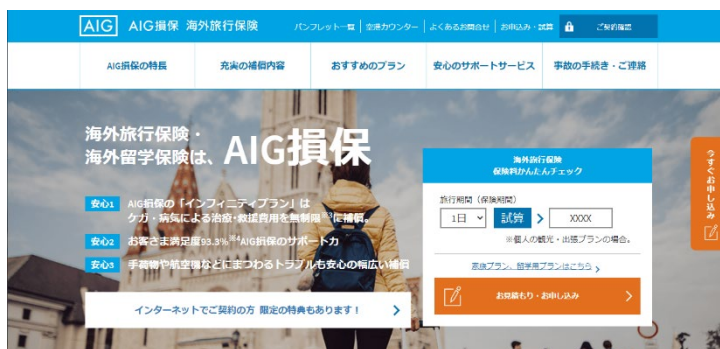 AIG AIG損保 海外旅行保険
パンフレット一覧 空港カウンター よくあるお問合せ お申込み・試算 ご契約確認
AIG損保の特長 充実の補償内容 おすすめのプラン 安心のサポートサービス 事故の手続き・ご連絡
海外旅行保険・
海外留学保険は、AIG損保
安心1 AIG損保の「インフィニティプラン」は
ケガ・病気による治療・救援費用を無制限※3に補償。
安心2 お客さま満足度93.3%※4AIG損保のサポート力
安心3 手荷物や航空機などにまつわるトラブルも安心の幅広い補償
インターネットでご契約の方 限定の特典もあります!
海外旅行保険
保険料かんたんチェック
旅行期間(保険期間)
1日 試算 XXXX
※個人の観光・出張プランの場合。
家族プラン、留学用プランはこちら
お見積もり・お申し込み
今すぐお申し込み